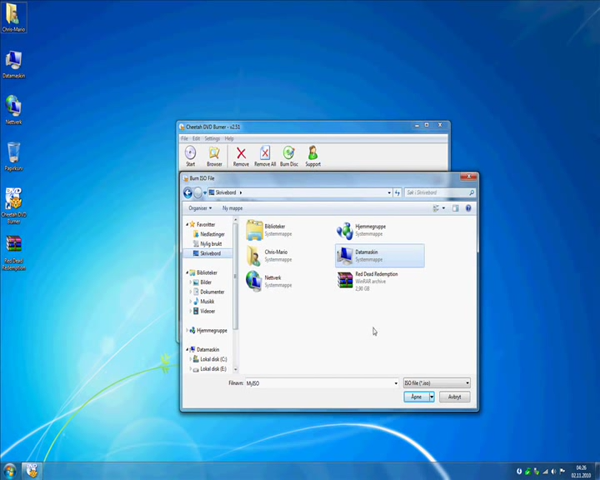 Chris-Mario
Datamaskin
Nettverk
Papirkurv
Cheetah DVD
Burner
Red Dead
Redemption
Cheetah DVD Burner - v2.51
File Edit Settings Help
Start Browser Remove Remove All Burn Disc Support
Burn ISO File
Skrivebord
Søk i Skrivebord
Organiser Ny mappe
Favoritter
Nedlastinger
Nylig brukt
Skrivebord
Biblioteker
Bilder
Dokumenter
Musikk
Videoer
Hjemmegruppe
Datamaskin
Lokal disk (C:)
Lokal disk (E:)
Biblioteker
Systemmappe
Hjemmegruppe
Systemmappe
Chris-Mario
Systemmappe
Datamaskin
Systemmappe
Nettverk
Systemmappe
Red Dead Redemption
WinRAR archive
2,90 GB
Filnavn: MyISO
ISO file (*.iso)
Åpne Avbryt
04:26
02.11.2010